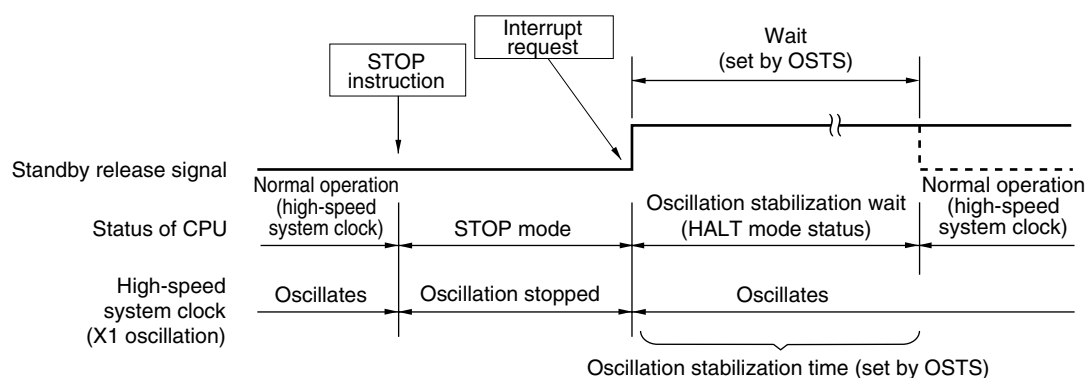 Interrupt
request
Wait
(set by OSTS)
STOP
instruction
Standby release signal
Normal operation
(high-speed
system clock)
Status of CPU
STOP mode
Oscillation stabilization wait
(HALT mode status)
Normal operation
(high-speed
system clock)
High-speed
system clock
(X1 oscillation)
Oscillates
Oscillation stopped
Oscillates
Oscillation stabilization time (set by OSTS)